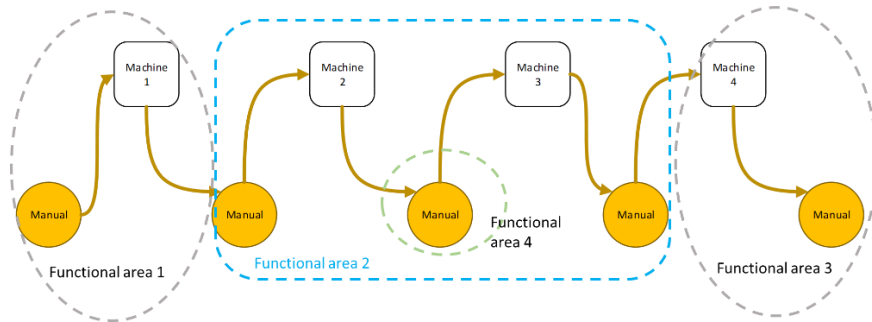 Machine
1
Machine
2
Machine
3
Machine
4
Manual
Manual
Manual
Manual
Manual
Functional
area 4
Functional area 1
Functional area 2
Functional area 3